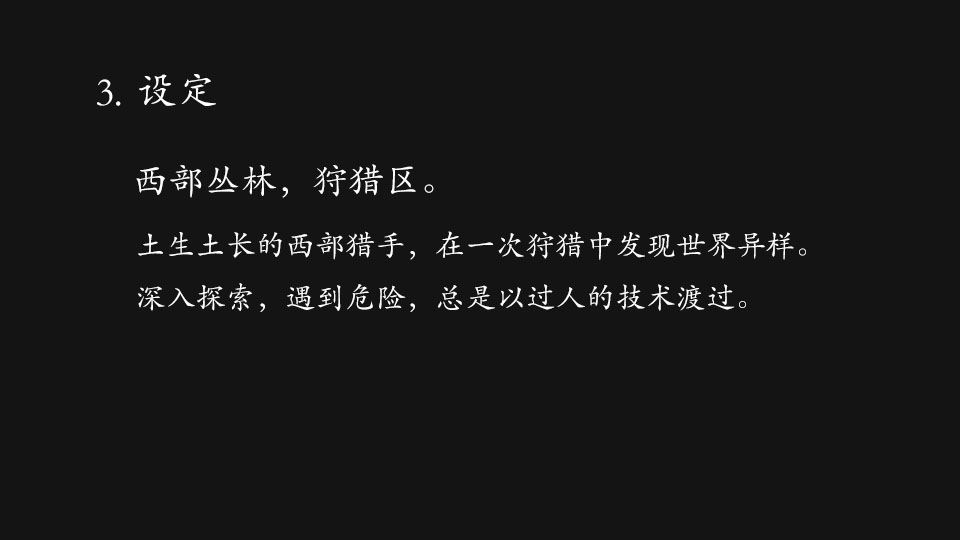 3. 设定
西部丛林，狩猎区。
土生土长的西部猎手，在一次狩猎中发现世界异样。
深入探索，遇到危险，总是以过人的技术渡过。